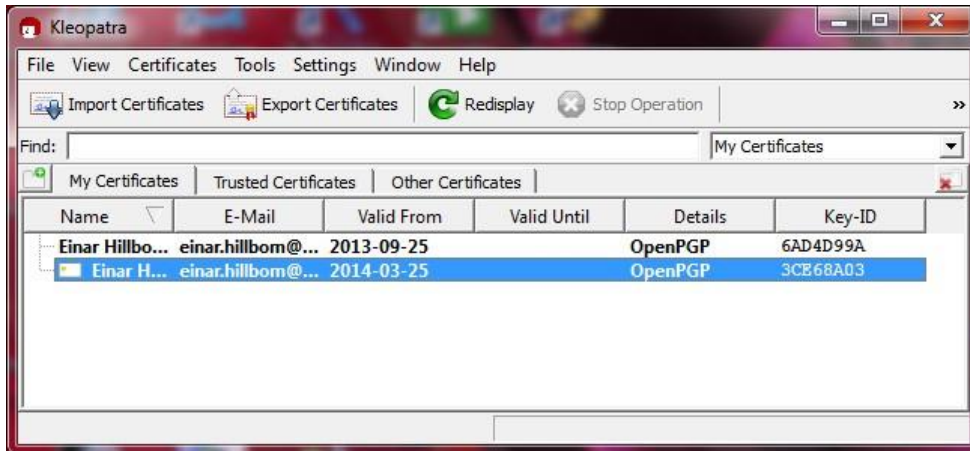 Kleopatra
File View Certificates Tools Settings Window Help
Import Certificates Export Certificates Redisplay Stop Operation »
Find: My Certificates
My Certificates Trusted Certificates Other Certificates
Name E-Mail Valid From Valid Until Details Key-ID
Einar Hillbo... einar.hillbom@... 2013-09-25 OpenPGP 6AD4D99A
Einar H... einar.hillbom@... 2014-03-25 OpenPGP 3CE68A03